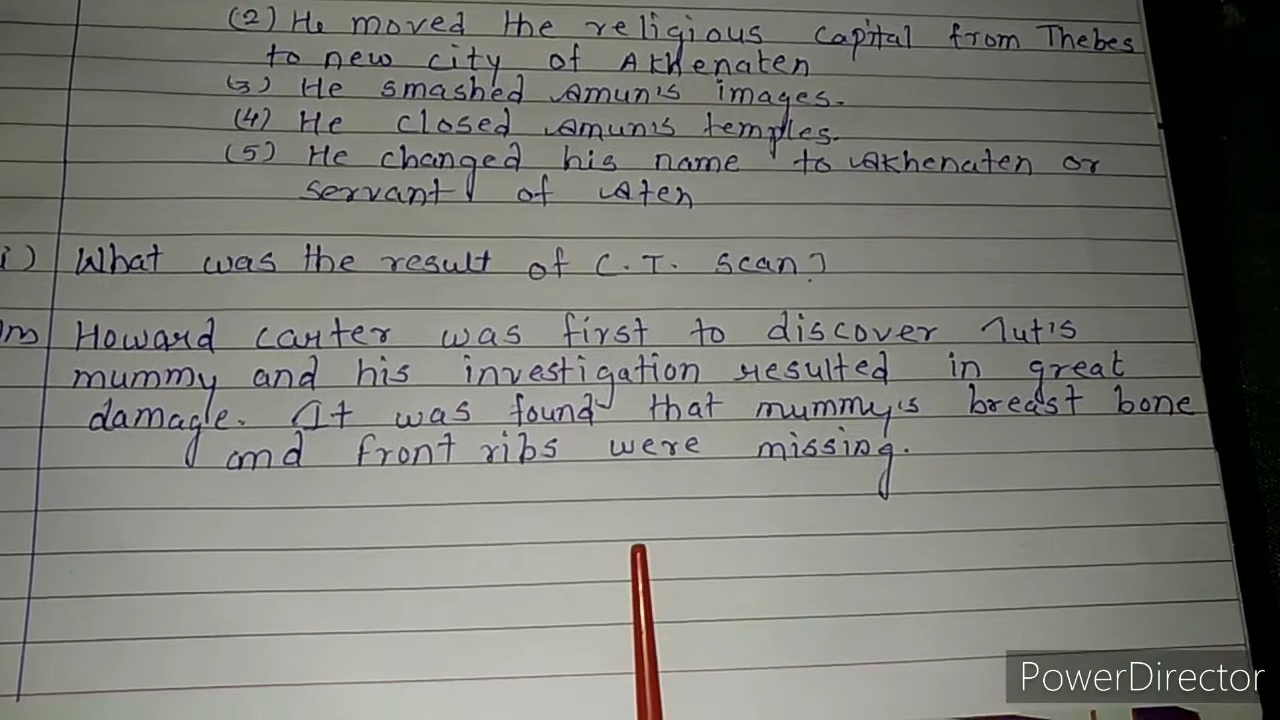 (2) He moved the religious capital from Thebes
to new city of Akhenaten
(3) He smashed Amun's images.
(4) He closed Amun's temples.
(5) He changed his name to Akhenaten or
servant of Aten
i) What was the result of C.T. scan?
Howard carter was first to discover Tut's
mummy and his investigation resulted in great
damage. It was found that mummy's breast bone
and front ribs were missing.
PowerDirector